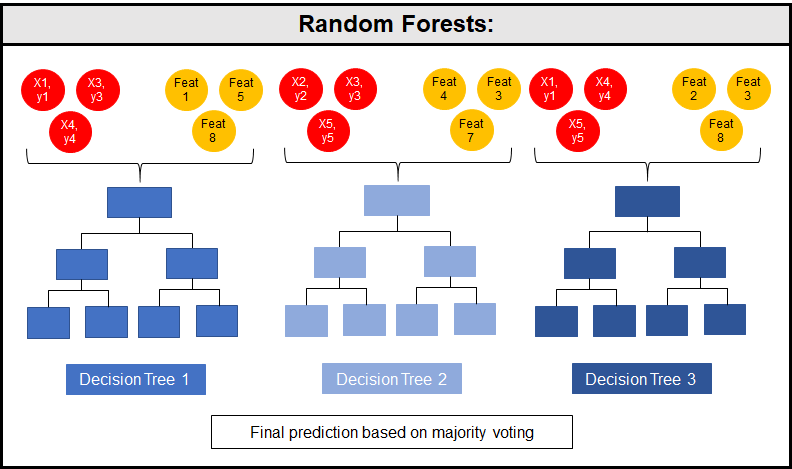 Random Forests:
X1,
y1
X3,
y3
X4,
y4
Feat
1
Feat
5
Feat
8
X2,
y2
X3,
y3
X5,
y5
Feat
4
Feat
3
Feat
7
X1,
y1
X4,
y4
X5,
y5
Feat
2
Feat
3
Feat
8
Decision Tree 1
Decision Tree 2
Decision Tree 3
Final prediction based on majority voting